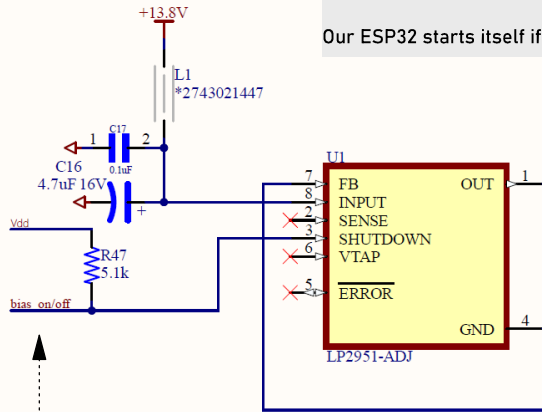 +13.8V
Our ESP32 starts itself if
L1
*2743021447
C17
1 2
0.1uF
C16
4.7uF 16V
+
U1
7 FB OUT 1
8 INPUT
2 SENSE
3 SHUTDOWN
6 VTAP
5 ERROR
GND 4
LP2951-ADJ
Vdd
R47
5.1k
bias on/off